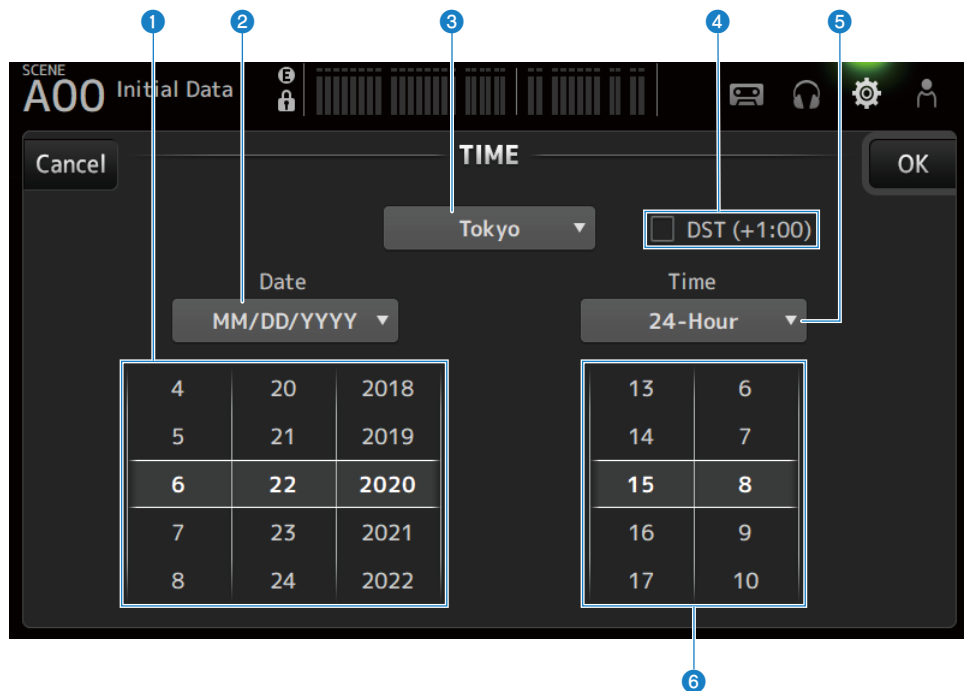 1 2 3 4 5
SCENE
A00 Initial Data E
Cancel TIME OK
Tokyo ▼ DST (+1:00)
Date Time
MM/DD/YYYY ▼ 24-Hour ▼
4 20 2018 13 6
5 21 2019 14 7
6 22 2020 15 8
7 23 2021 16 9
8 24 2022 17 10
6